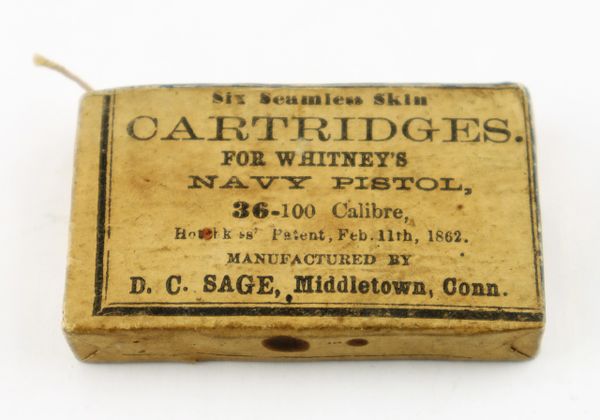 Six Seamless Skin
CARTRIDGES.
FOR WHITNEY'S
NAVY PISTOL,
36-100 Calibre,
Hotchkiss' Patent, Feb. 11th, 1862.
MANUFACTURED BY
D. C. SAGE, Middletown, Conn.